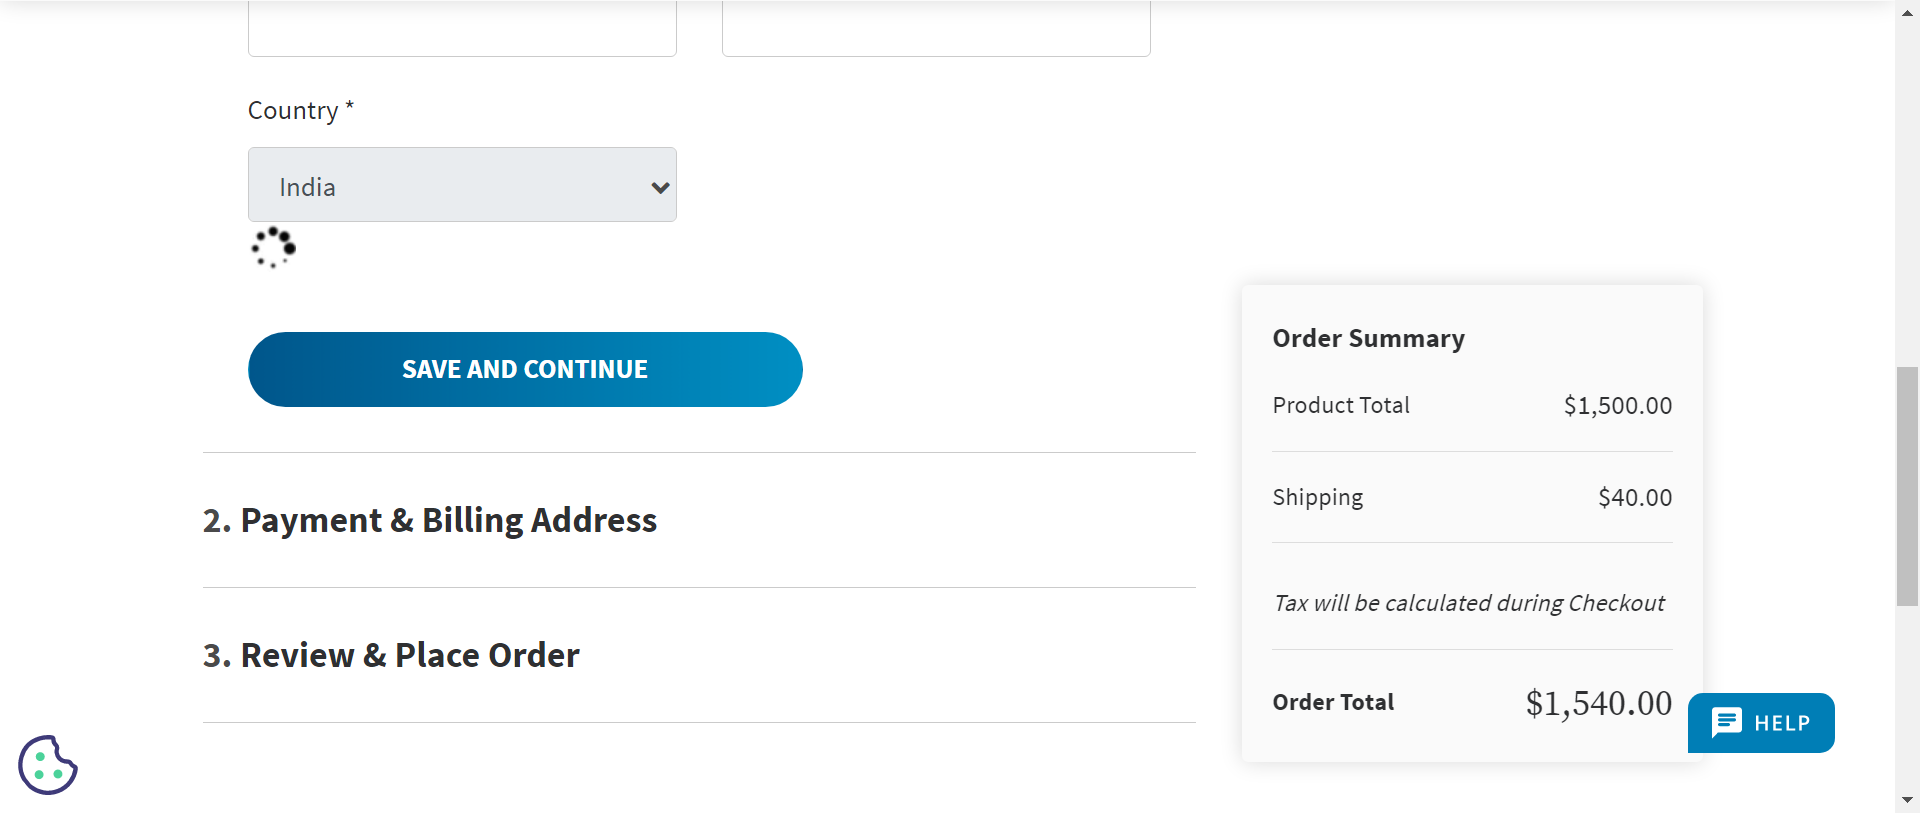 Country *
India
SAVE AND CONTINUE
2. Payment & Billing Address
3. Review & Place Order
Order Summary
Product Total $1,500.00
Shipping $40.00
Tax will be calculated during Checkout
Order Total $1,540.00
HELP